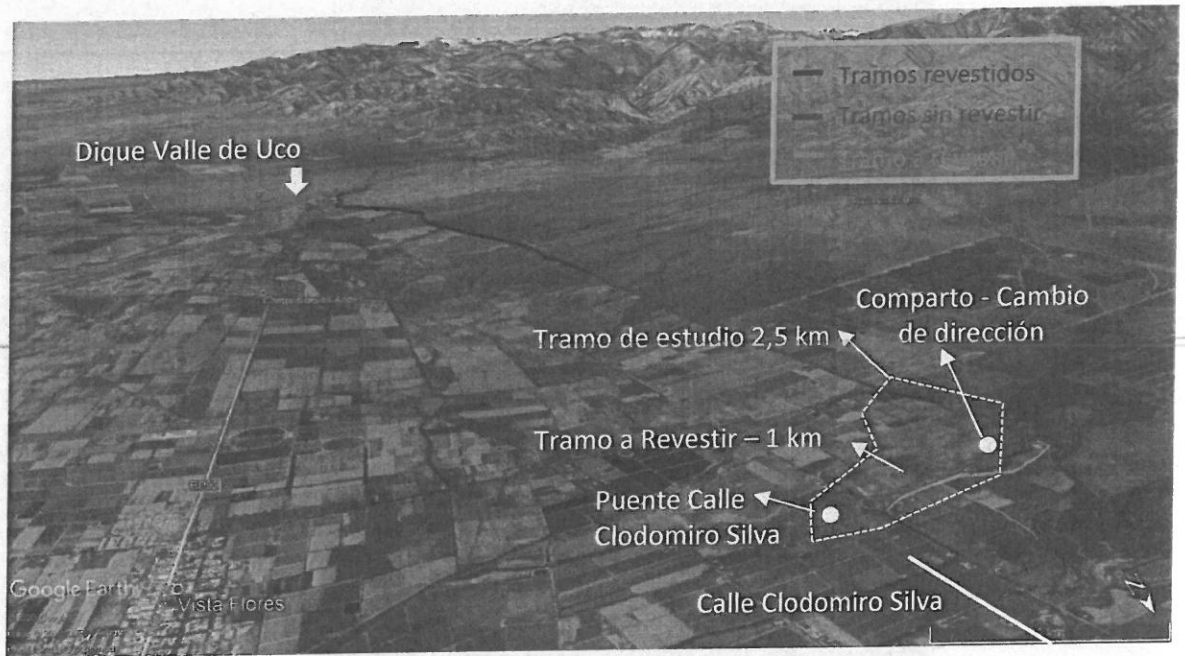 Tramos revestidos
Tramos sin revestir
Dique Valle de Uco
Comparto - Cambio
de dirección
Tramo de estudio 2,5 km
Tramo a Revestir – 1 km
Puente Calle
Clodomiro Silva
Google Earth
Vista Flores
Calle Clodomiro Silva
N